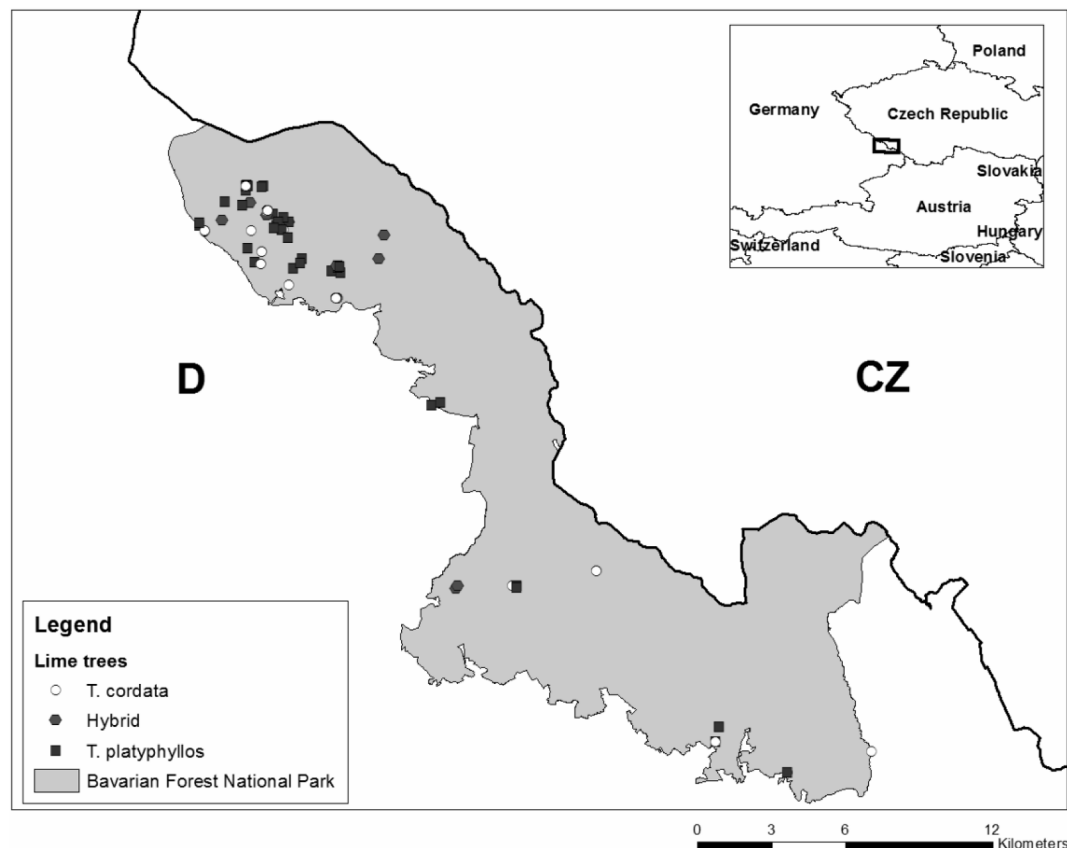 Poland
Germany
Czech Republic
Slovakia
Austria
Hungary
Switzerland
Slovenia
D
CZ
Legend
Lime trees
T. cordata
Hybrid
T. platyphyllos
Bavarian Forest National Park
0 3 6 12
Kilometers